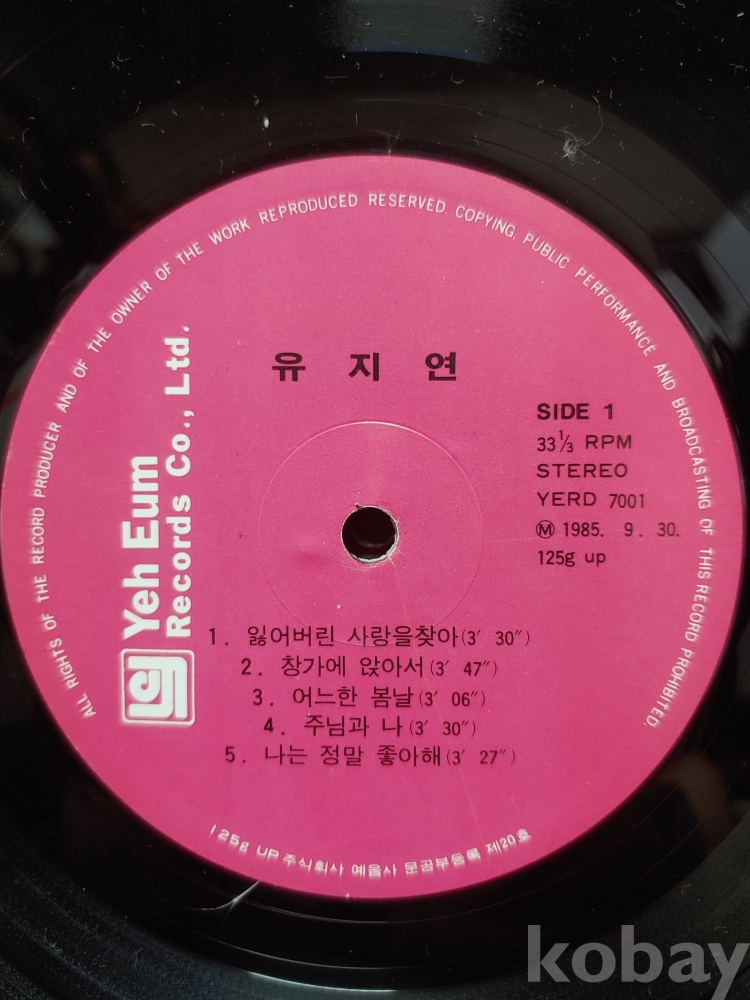 ALL RIGHTS OF THE RECORD PRODUCER AND OF THE OWNER OF THE WORK REPRODUCED RESERVED. COPYING, PUBLIC PERFORMANCE AND BROADCASTING OF THIS RECORD PROHIBITED.
유 지 연
Yeh Eum
Records Co., Ltd.
SIDE 1
33⅓ RPM
STEREO
YERD 7001
Ⓜ 1985. 9. 30.
125g up
1. 잃어버린 사랑을찾아(3′ 30″)
2. 창가에 앉아서(3′ 47″)
3. 어느한 봄날(3′ 06″)
4. 주님과 나(3′ 30″)
5. 나는 정말 좋아해(3′ 27″)
125g UP 주식회사 예음사 문공부등록 제20호
kobay